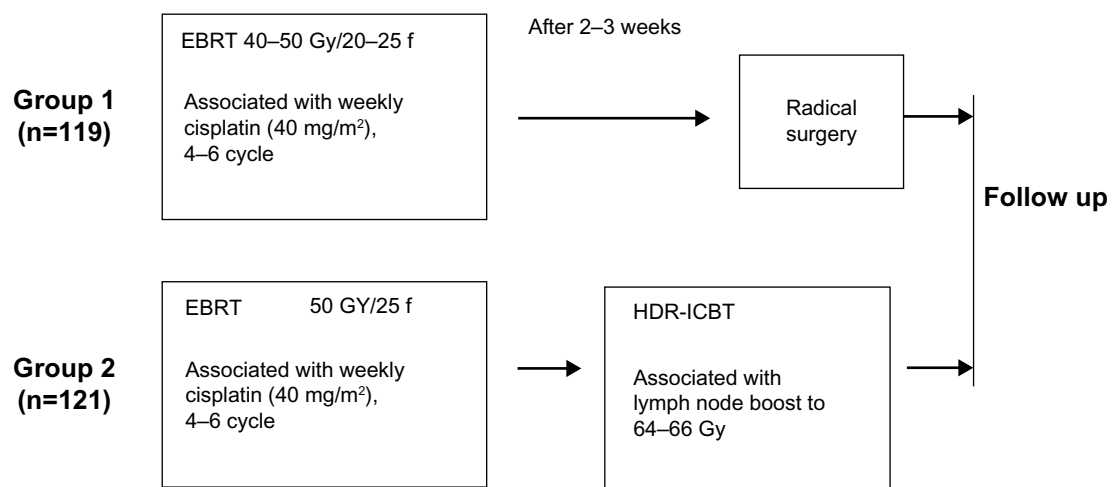 Group 1
(n=119)
EBRT 40–50 Gy/20–25 f
Associated with weekly
cisplatin (40 mg/m²),
4–6 cycle
After 2–3 weeks
Radical
surgery
Follow up
Group 2
(n=121)
EBRT 50 GY/25 f
Associated with weekly
cisplatin (40 mg/m²),
4–6 cycle
HDR-ICBT
Associated with
lymph node boost to
64–66 Gy